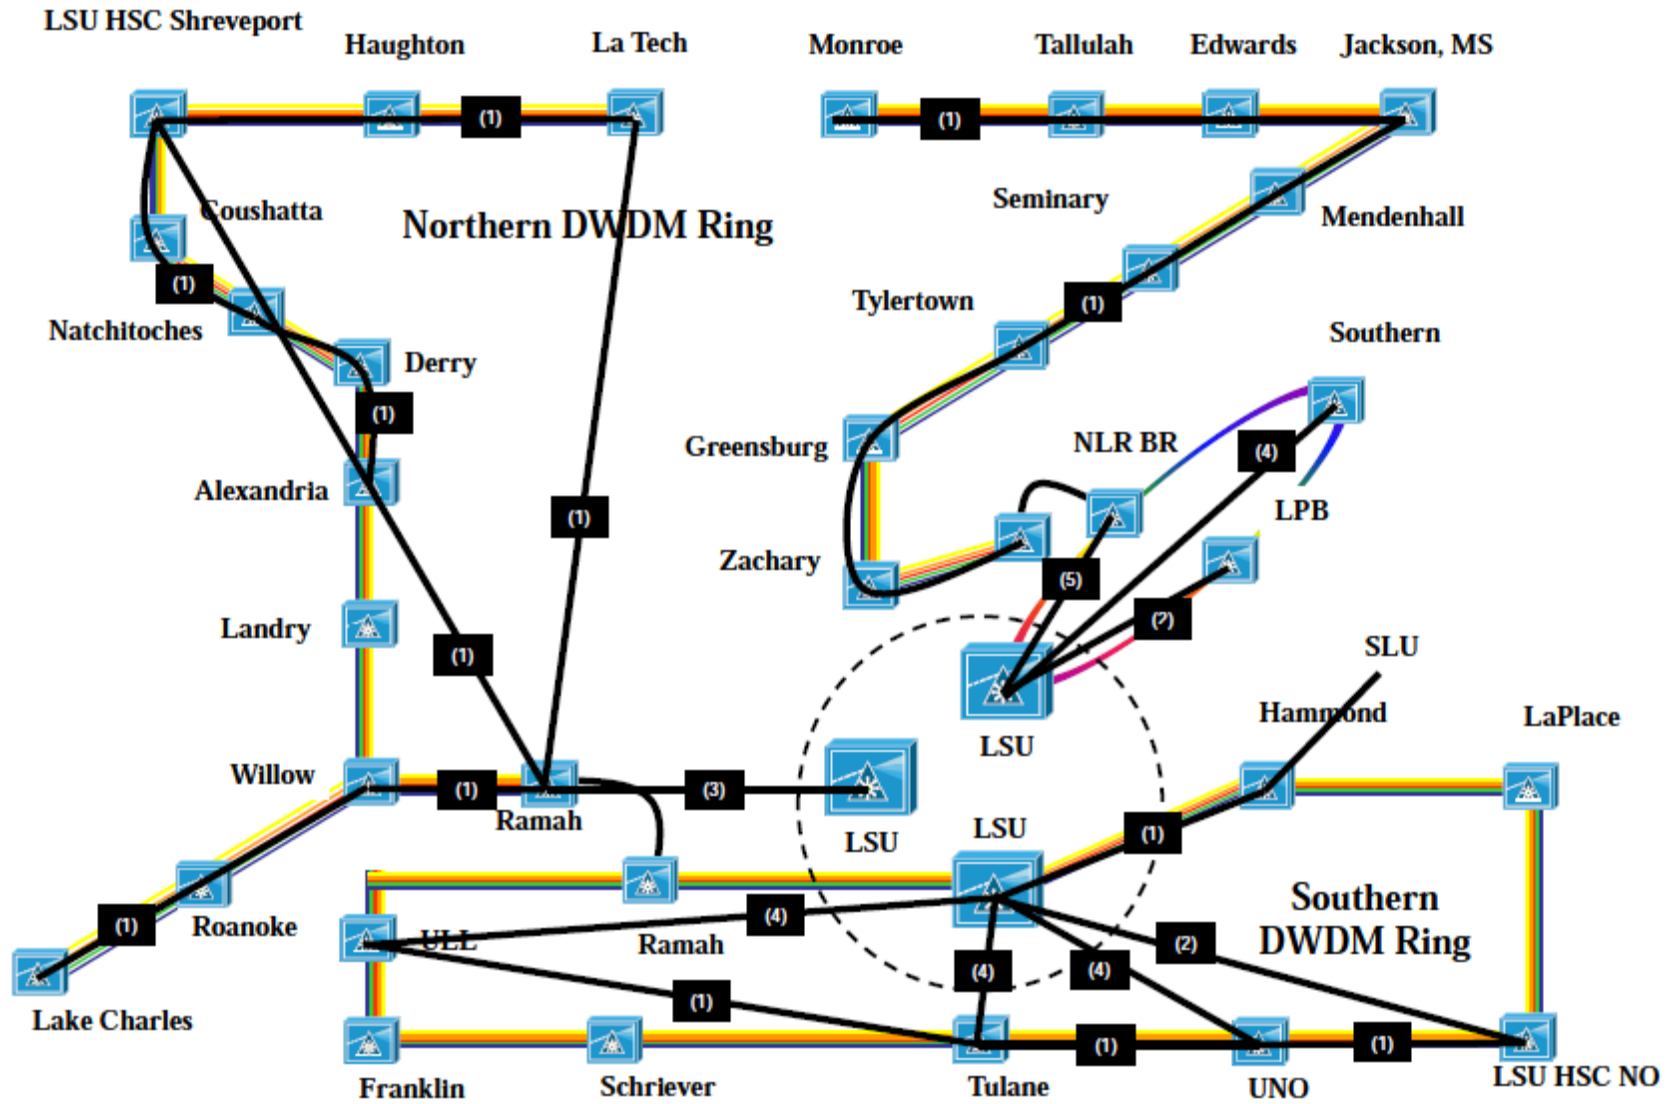 LSU HSC Shreveport
Haughton
La Tech
Monroe
Tallulah
Edwards
Jackson, MS
(1)
(1)
Coushatta
Northern DWDM Ring
Seminary
Mendenhall
(1)
Tylertown
(1)
Natchitoches
Derry
Southern
(1)
Greensburg
NLR BR
(4)
Alexandria
LPB
(1)
Zachary
(5)
(2)
Landry
(1)
SLU
Hammond
LaPlace
LSU
Willow
(1)
(3)
Ramah
LSU
LSU
(1)
Roanoke
(1)
Southern
DWDM Ring
ULL
(4)
Ramah
(2)
(4)
(4)
Lake Charles
(1)
(1)
(1)
Franklin
Schriever
Tulane
UNO
LSU HSC NO